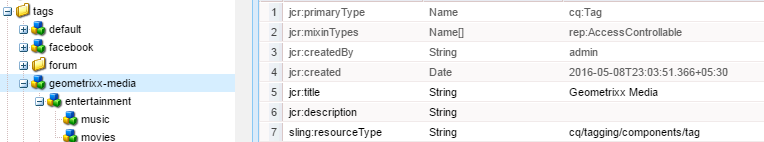 tags
default
facebook
forum
geometrixx-media
entertainment
music
movies
1 jcr:primaryType Name cq:Tag
2 jcr:mixinTypes Name[] rep:AccessControllable
3 jcr:createdBy String admin
4 jcr:created Date 2016-05-08T23:03:51.366+05:30
5 jcr:title String Geometrixx Media
6 jcr:description String
7 sling:resourceType String cq/tagging/components/tag